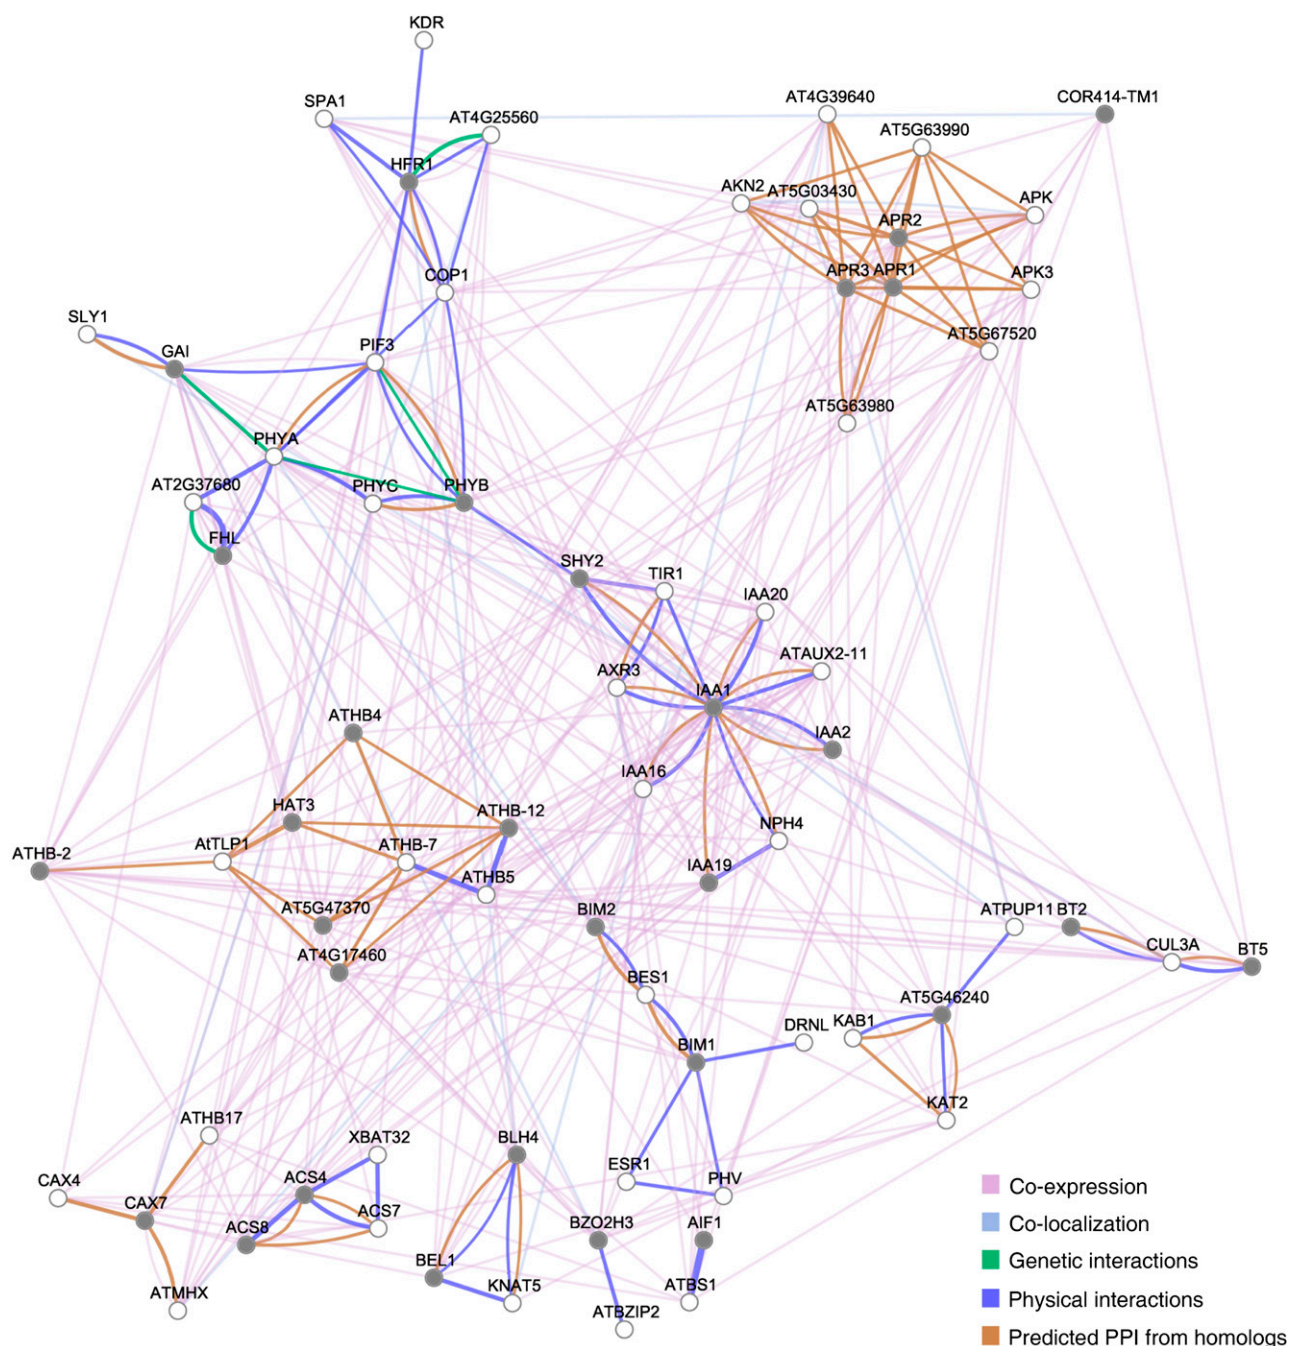 KDR
SPA1
AT4G25560
AT4G39640
COR414-TM1
AT5G63990
HFR1
AKN2
AT5G03430
APK
APR2
COP1
APR3
APR1
APK3
SLY1
GAI
PIF3
AT5G67520
AT5G63980
PHYA
AT2G37680
PHYC
PHYB
FHL
SHY2
TIR1
IAA20
AXR3
ATAUX2-11
IAA1
ATHB4
IAA2
IAA16
HAT3
ATHB-12
NPH4
ATHB-2
AtTLP1
ATHB-7
ATHB5
IAA19
AT5G47370
BIM2
ATPUP11
BT2
AT4G17460
CUL3A
BT5
BES1
AT5G46240
DRNL
KAB1
BIM1
KAT2
ATHB17
XBAT32
BLH4
ESR1
PHV
CAX4
ACS4
CAX7
ACS7
ACS8
BZO2H3
AIF1
BEL1
KNAT5
ATBS1
ATMHX
ATBZIP2
Co-expression
Co-localization
Genetic interactions
Physical interactions
Predicted PPI from homologs